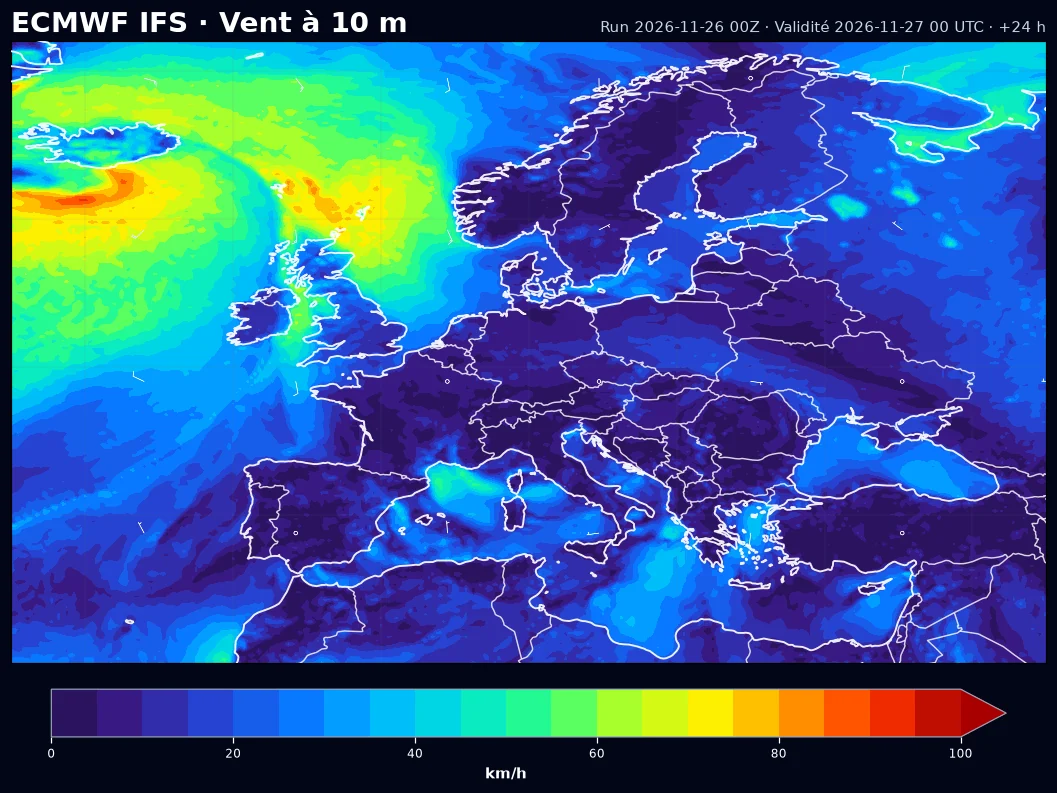 ECMWF IFS · Vent à 10 m
Run 2026-11-26 00Z · Validité 2026-11-27 00 UTC · +24 h
0 20 40 60 80 100
km/h